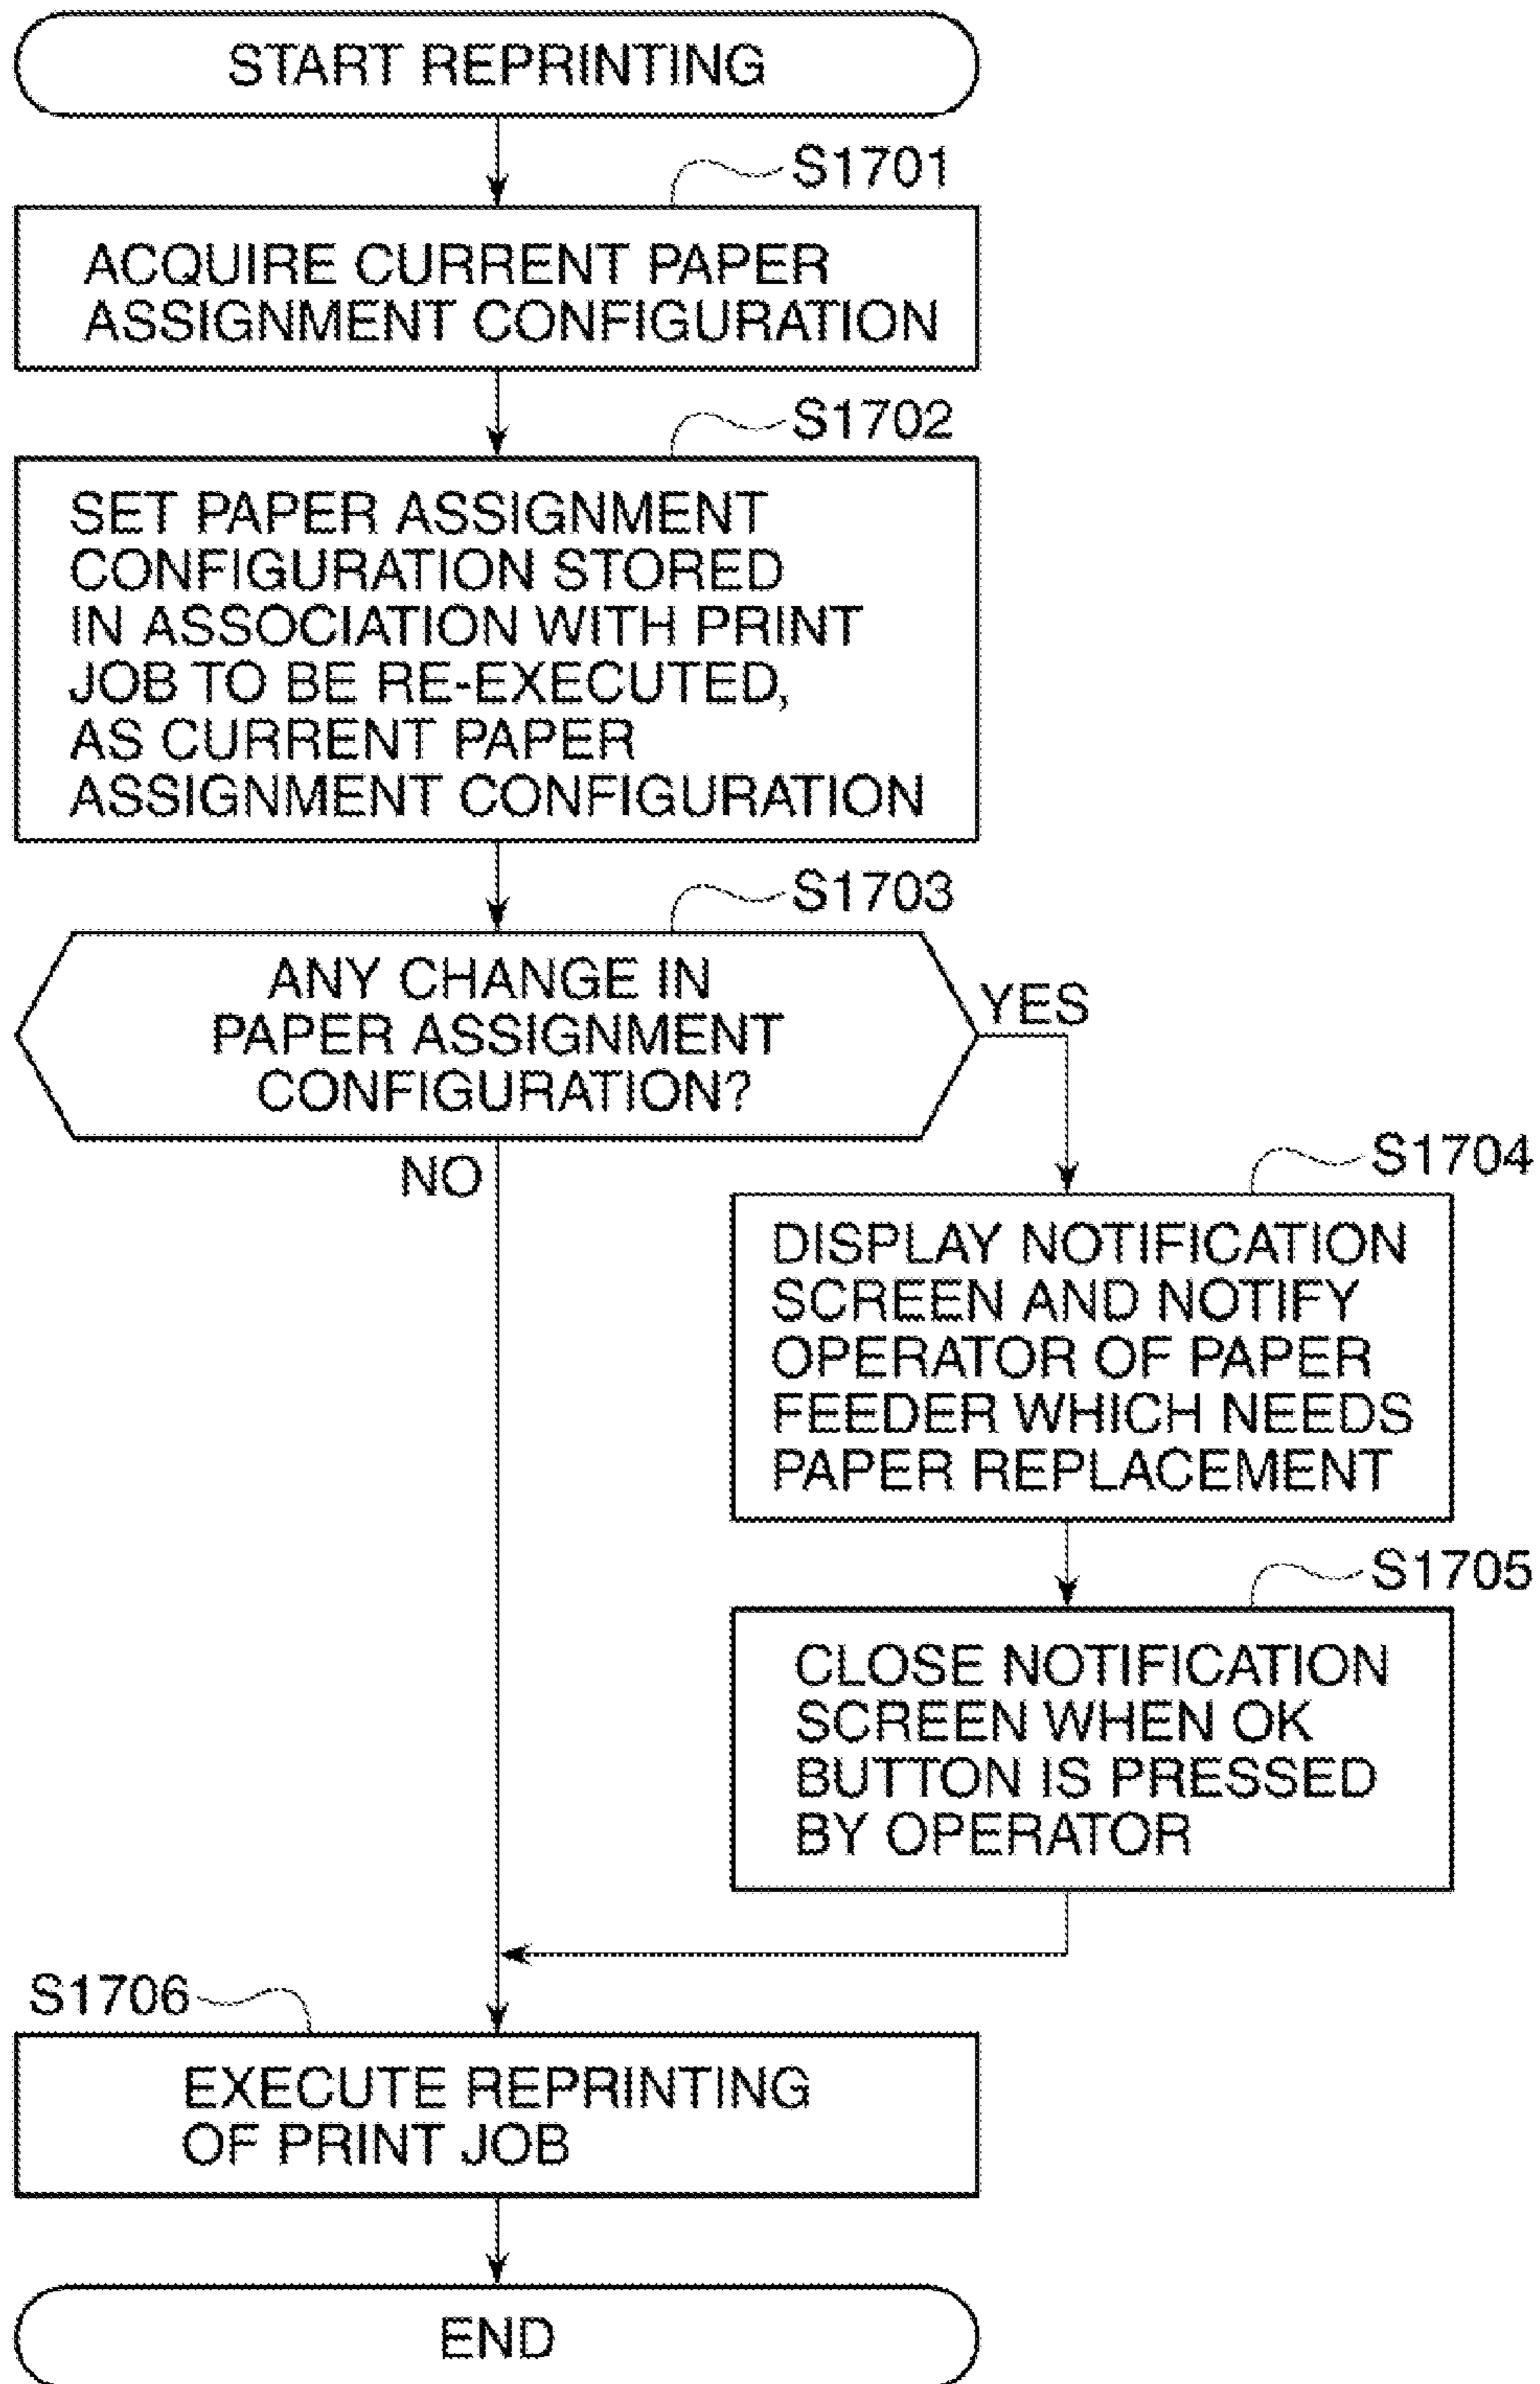 START REPRINTING
S1701
ACQUIRE CURRENT PAPER
ASSIGNMENT CONFIGURATION
S1702
SET PAPER ASSIGNMENT
CONFIGURATION STORED
IN ASSOCIATION WITH PRINT
JOB TO BE RE-EXECUTED,
AS CURRENT PAPER
ASSIGNMENT CONFIGURATION
S1703
ANY CHANGE IN
PAPER ASSIGNMENT
CONFIGURATION?
YES
NO
S1704
DISPLAY NOTIFICATION
SCREEN AND NOTIFY
OPERATOR OF PAPER
FEEDER WHICH NEEDS
PAPER REPLACEMENT
S1705
CLOSE NOTIFICATION
SCREEN WHEN OK
BUTTON IS PRESSED
BY OPERATOR
S1706
EXECUTE REPRINTING
OF PRINT JOB
END